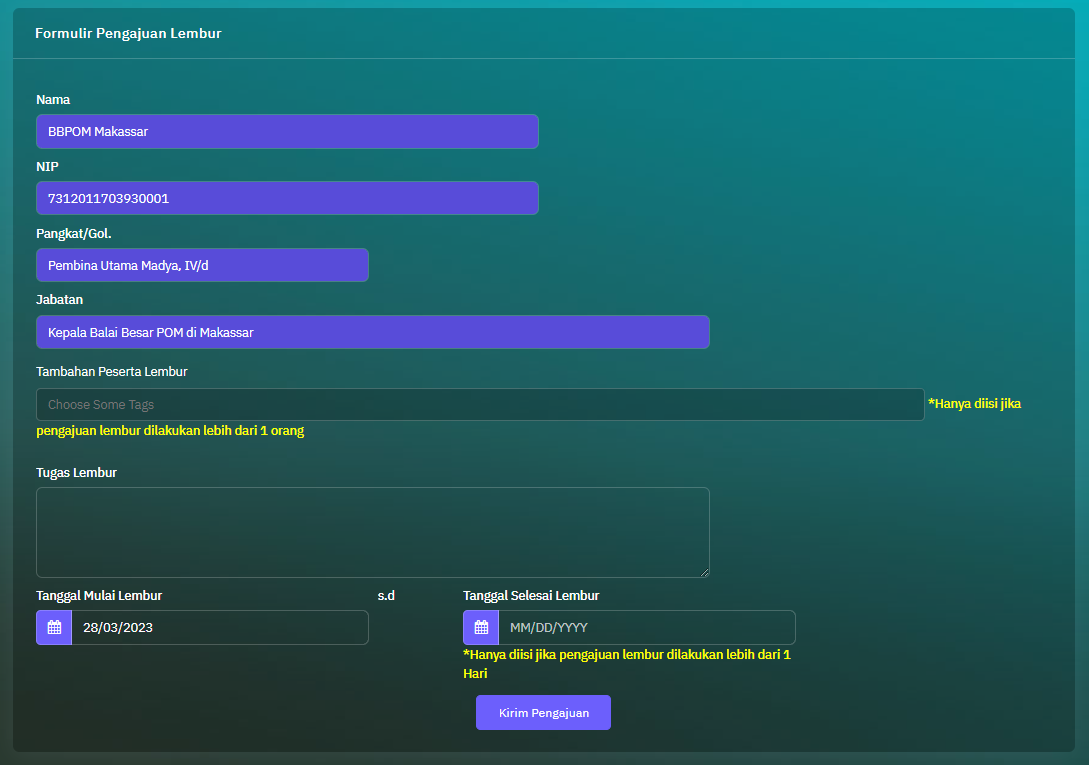 Formulir Pengajuan Lembur
Nama
BBPOM Makassar
NIP
7312011703930001
Pangkat/Gol.
Pembina Utama Madya, IV/d
Jabatan
Kepala Balai Besar POM di Makassar
Tambahan Peserta Lembur
Choose Some Tags
*Hanya diisi jika
pengajuan lembur dilakukan lebih dari 1 orang
Tugas Lembur
Tanggal Mulai Lembur
s.d
Tanggal Selesai Lembur
28/03/2023
MM/DD/YYYY
*Hanya diisi jika pengajuan lembur dilakukan lebih dari 1
Hari
Kirim Pengajuan